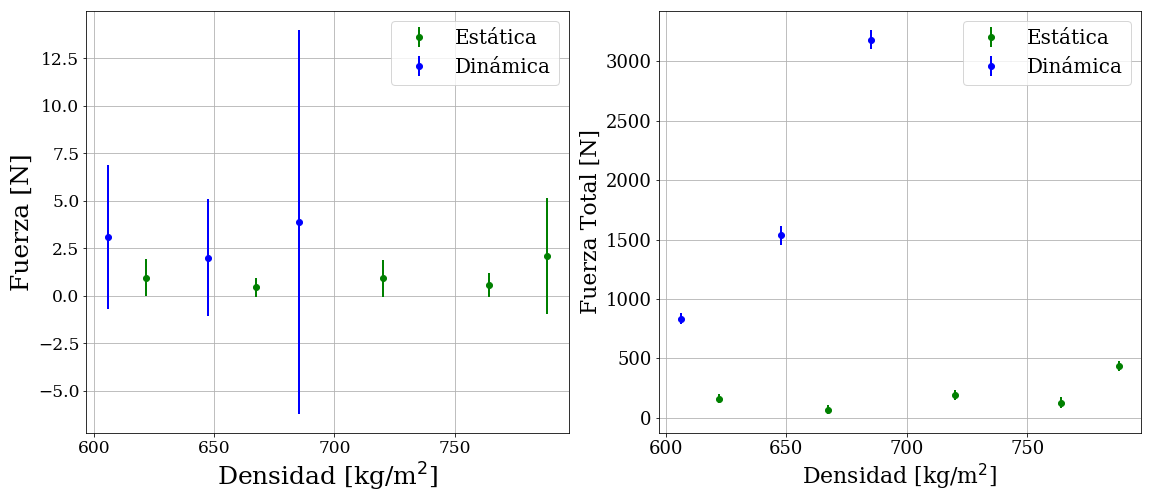 Estática
Dinámica
12.5
10.0
7.5
5.0
2.5
0.0
−2.5
−5.0
Fuerza [N]
600
650
700
750
Densidad [kg/m²]
Estática
Dinámica
3000
2500
2000
1500
1000
500
0
Fuerza Total [N]
600
650
700
750
Densidad [kg/m²]